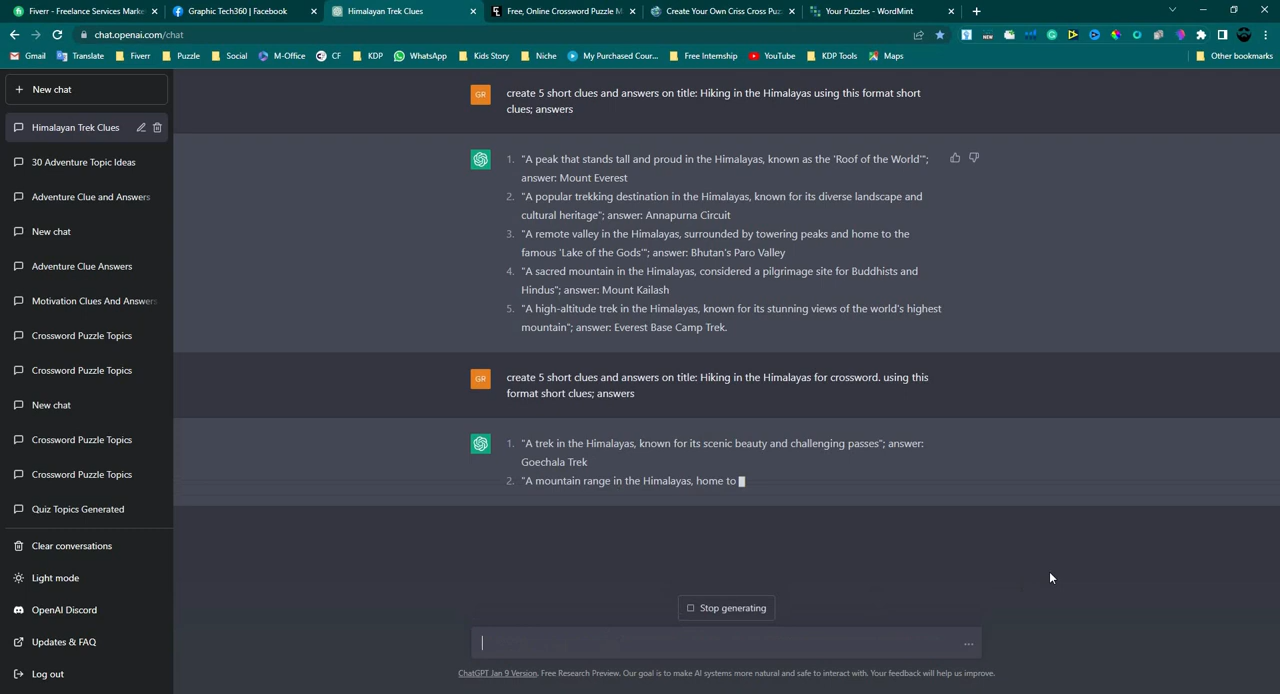 Fiverr - Freelance Services Marke
Graphic Tech360 | Facebook
Himalayan Trek Clues
Free, Online Crossword Puzzle M
Create Your Own Criss Cross Puz
Your Puzzles - WordMint
chat.openai.com/chat
Gmail
Translate
Fiverr
Puzzle
Social
M-Office
CF
KDP
WhatsApp
Kids Story
Niche
My Purchased Cour...
Free Internship
YouTube
KDP Tools
Maps
Other bookmarks
New chat
Himalayan Trek Clues
30 Adventure Topic Ideas
Adventure Clue and Answers
New chat
Adventure Clue Answers
Motivation Clues And Answers
Crossword Puzzle Topics
Crossword Puzzle Topics
New chat
Crossword Puzzle Topics
Crossword Puzzle Topics
Quiz Topics Generated
Clear conversations
Light mode
OpenAI Discord
Updates & FAQ
Log out
GR
create 5 short clues and answers on title: Hiking in the Himalayas using this format short
clues; answers
1. "A peak that stands tall and proud in the Himalayas, known as the 'Roof of the World'";
answer: Mount Everest
2. "A popular trekking destination in the Himalayas, known for its diverse landscape and
cultural heritage"; answer: Annapurna Circuit
3. "A remote valley in the Himalayas, surrounded by towering peaks and home to the
famous 'Lake of the Gods'"; answer: Bhutan's Paro Valley
4. "A sacred mountain in the Himalayas, considered a pilgrimage site for Buddhists and
Hindus"; answer: Mount Kailash
5. "A high-altitude trek in the Himalayas, known for its stunning views of the world's highest
mountain"; answer: Everest Base Camp Trek.
GR
create 5 short clues and answers on title: Hiking in the Himalayas for crossword. using this
format short clues; answers
1. "A trek in the Himalayas, known for its scenic beauty and challenging passes"; answer:
Goechala Trek
2. "A mountain range in the Himalayas, home to
Stop generating
ChatGPT Jan 9 Version. Free Research Preview. Our goal is to make AI systems more natural and safe to interact with. Your feedback will help us improve.